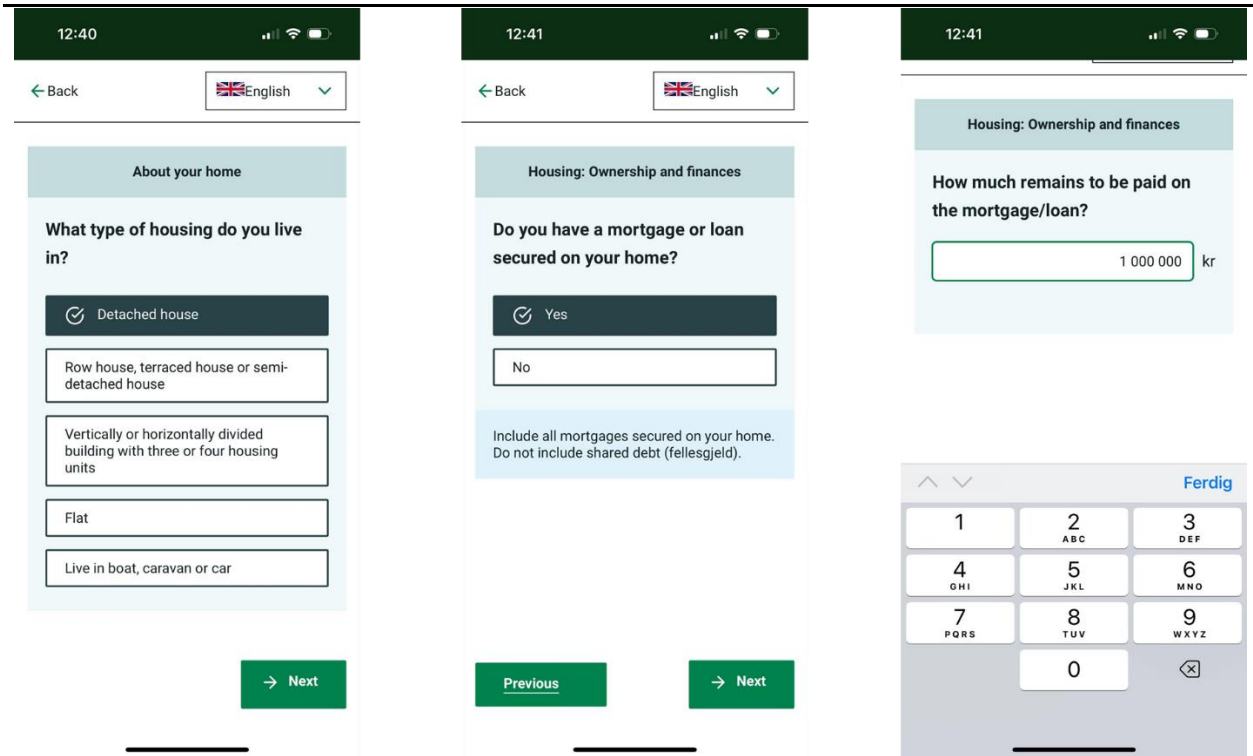 12:40
Back
English
About your home
What type of housing do you live
in?
Detached house
Row house, terraced house or semi-
detached house
Vertically or horizontally divided
building with three or four housing
units
Flat
Live in boat, caravan or car
Next
12:41
Back
English
Housing: Ownership and finances
Do you have a mortgage or loan
secured on your home?
Yes
No
Include all mortgages secured on your home.
Do not include shared debt (fellesgjeld).
Previous
Next
12:41
Housing: Ownership and finances
How much remains to be paid on
the mortgage/loan?
1 000 000 kr
Ferdig
1 2 3
ABC DEF
4 5 6
GHI JKL MNO
7 8 9
PQRS TUV WXYZ
0